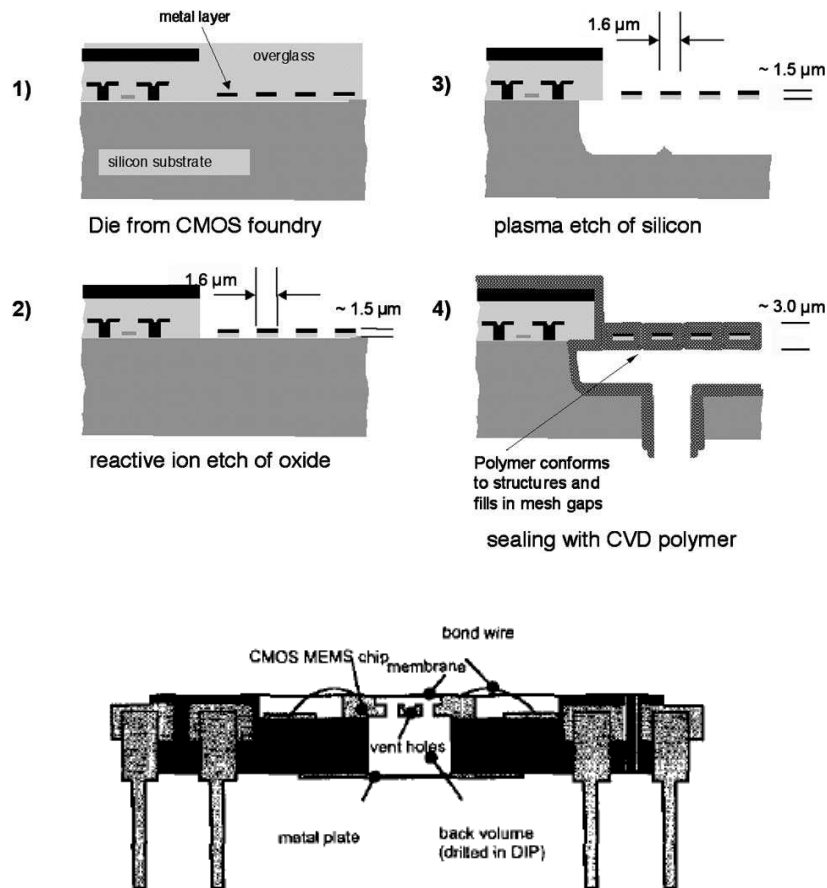 metal layer
overglass
1)
silicon substrate
Die from CMOS foundry
1.6 µm
3)
~ 1.5 µm
plasma etch of silicon
1.6 µm
2)
~ 1.5 µm
reactive ion etch of oxide
4)
~ 3.0 µm
Polymer conforms
to structures and
fills in mesh gaps
sealing with CVD polymer
bond wire
CMOS MEMS chip
membrane
vent holes
metal plate
back volume
(drilled in DIP)